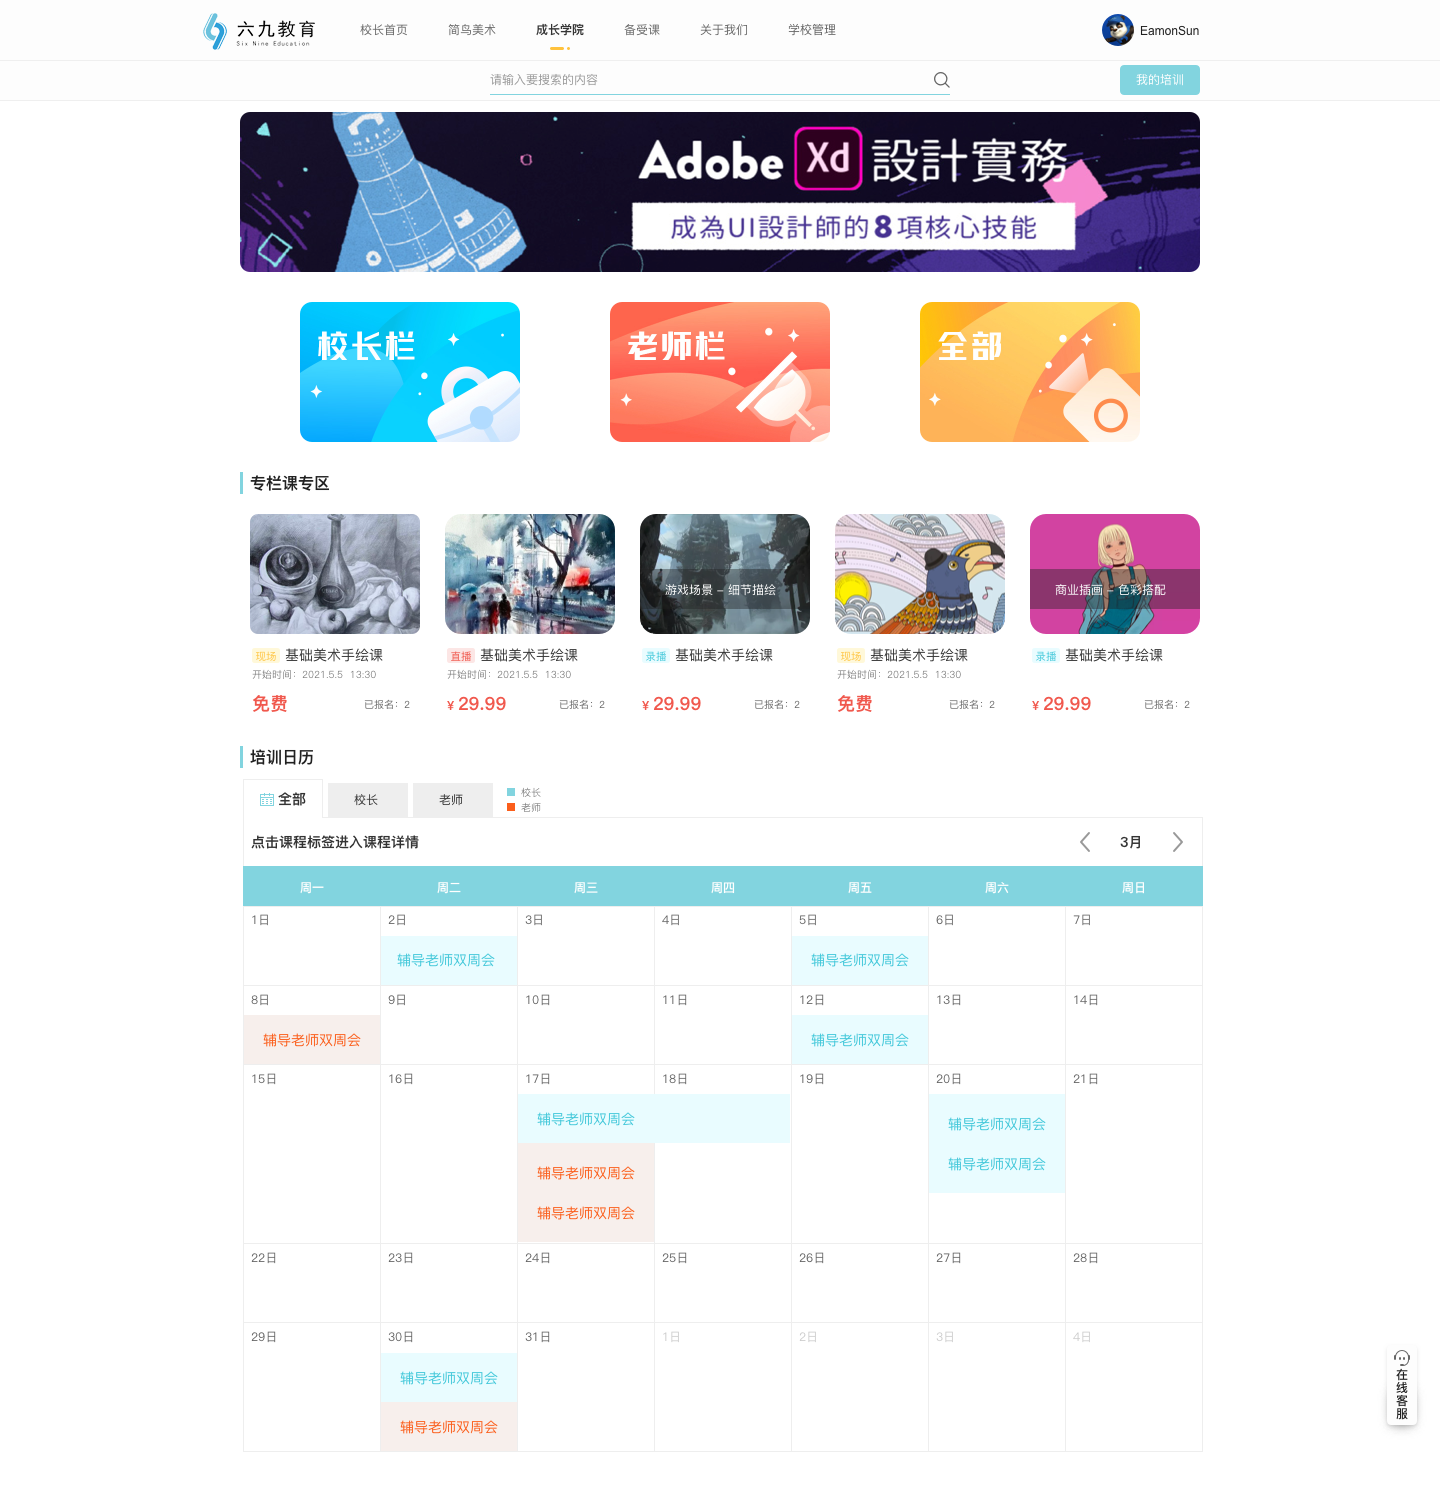 六九教育
Six Nine Education
校长首页
简鸟美术
成长学院
备受课
关于我们
学校管理
EamonSun
请输入要搜索的内容
我的培训
Adobe Xd 設計實務
成為UI設計師的8項核心技能
校长栏
老师栏
全部
专栏课专区
游戏场景 – 细节描绘
商业插画 – 色彩搭配
现场 基础美术手绘课
开始时间：2021.5.5 13:30
免费
已报名：2
直播 基础美术手绘课
开始时间：2021.5.5 13:30
¥ 29.99
已报名：2
录播 基础美术手绘课
¥ 29.99
已报名：2
现场 基础美术手绘课
开始时间：2021.5.5 13:30
免费
已报名：2
录播 基础美术手绘课
¥ 29.99
已报名：2
培训日历
全部
校长
老师
校长
老师
点击课程标签进入课程详情
3月
周一
周二
周三
周四
周五
周六
周日
1日
2日
3日
4日
5日
6日
7日
辅导老师双周会
辅导老师双周会
8日
9日
10日
11日
12日
13日
14日
辅导老师双周会
辅导老师双周会
15日
16日
17日
18日
19日
20日
21日
辅导老师双周会
辅导老师双周会
辅导老师双周会
辅导老师双周会
辅导老师双周会
22日
23日
24日
25日
26日
27日
28日
29日
30日
31日
1日
2日
3日
4日
辅导老师双周会
辅导老师双周会
在线客服